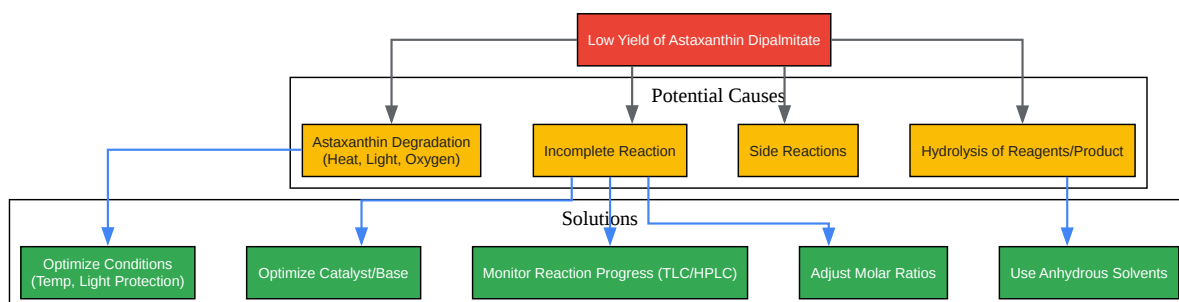 Low Yield of Astaxanthin Dipalmitate
Potential Causes
Astaxanthin Degradation
(Heat, Light, Oxygen)
Incomplete Reaction
Side Reactions
Hydrolysis of Reagents/Product
Solutions
Optimize Conditions
(Temp, Light Protection)
Optimize Catalyst/Base
Monitor Reaction Progress (TLC/HPLC)
Adjust Molar Ratios
Use Anhydrous Solvents